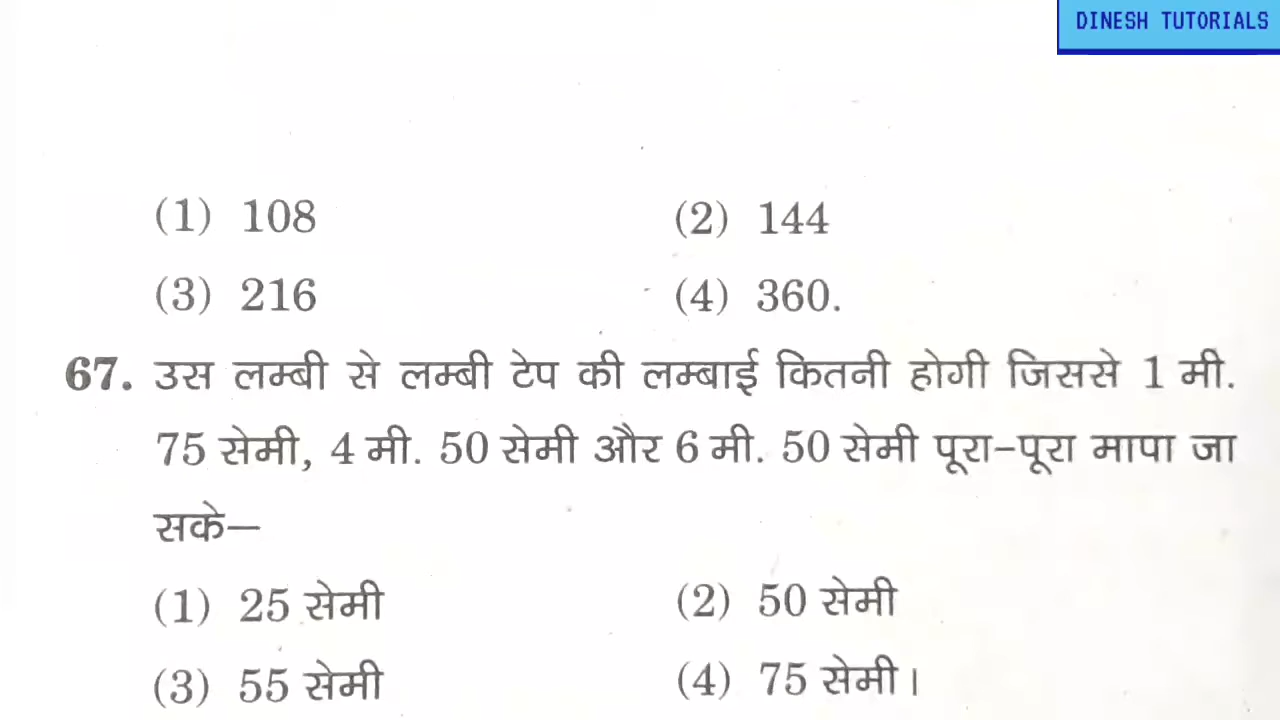 DINESH TUTORIALS
(1) 108 (2) 144
(3) 216 (4) 360.
67. उस लम्बी से लम्बी टेप की लम्बाई कितनी होगी जिससे 1 मी.
75 सेमी, 4 मी. 50 सेमी और 6 मी. 50 सेमी पूरा-पूरा मापा जा
सके—
(1) 25 सेमी (2) 50 सेमी
(3) 55 सेमी (4) 75 सेमी।